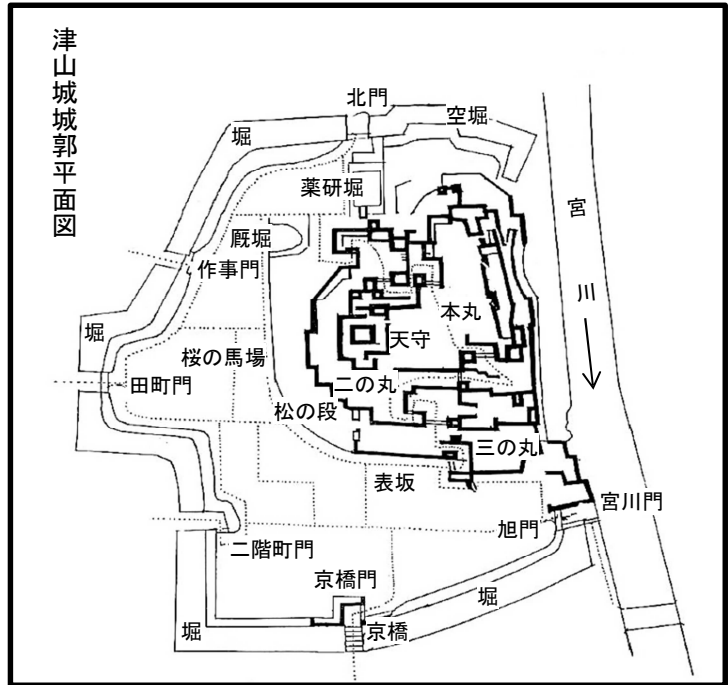 津山城城郭平面図
北門
空堀
堀
薬研堀
宮川
厩堀
作事門
本丸
堀
天守
桜の馬場
田町門
二の丸
松の段
三の丸
表坂
宮川門
旭門
二階町門
京橋門
堀
堀
京橋